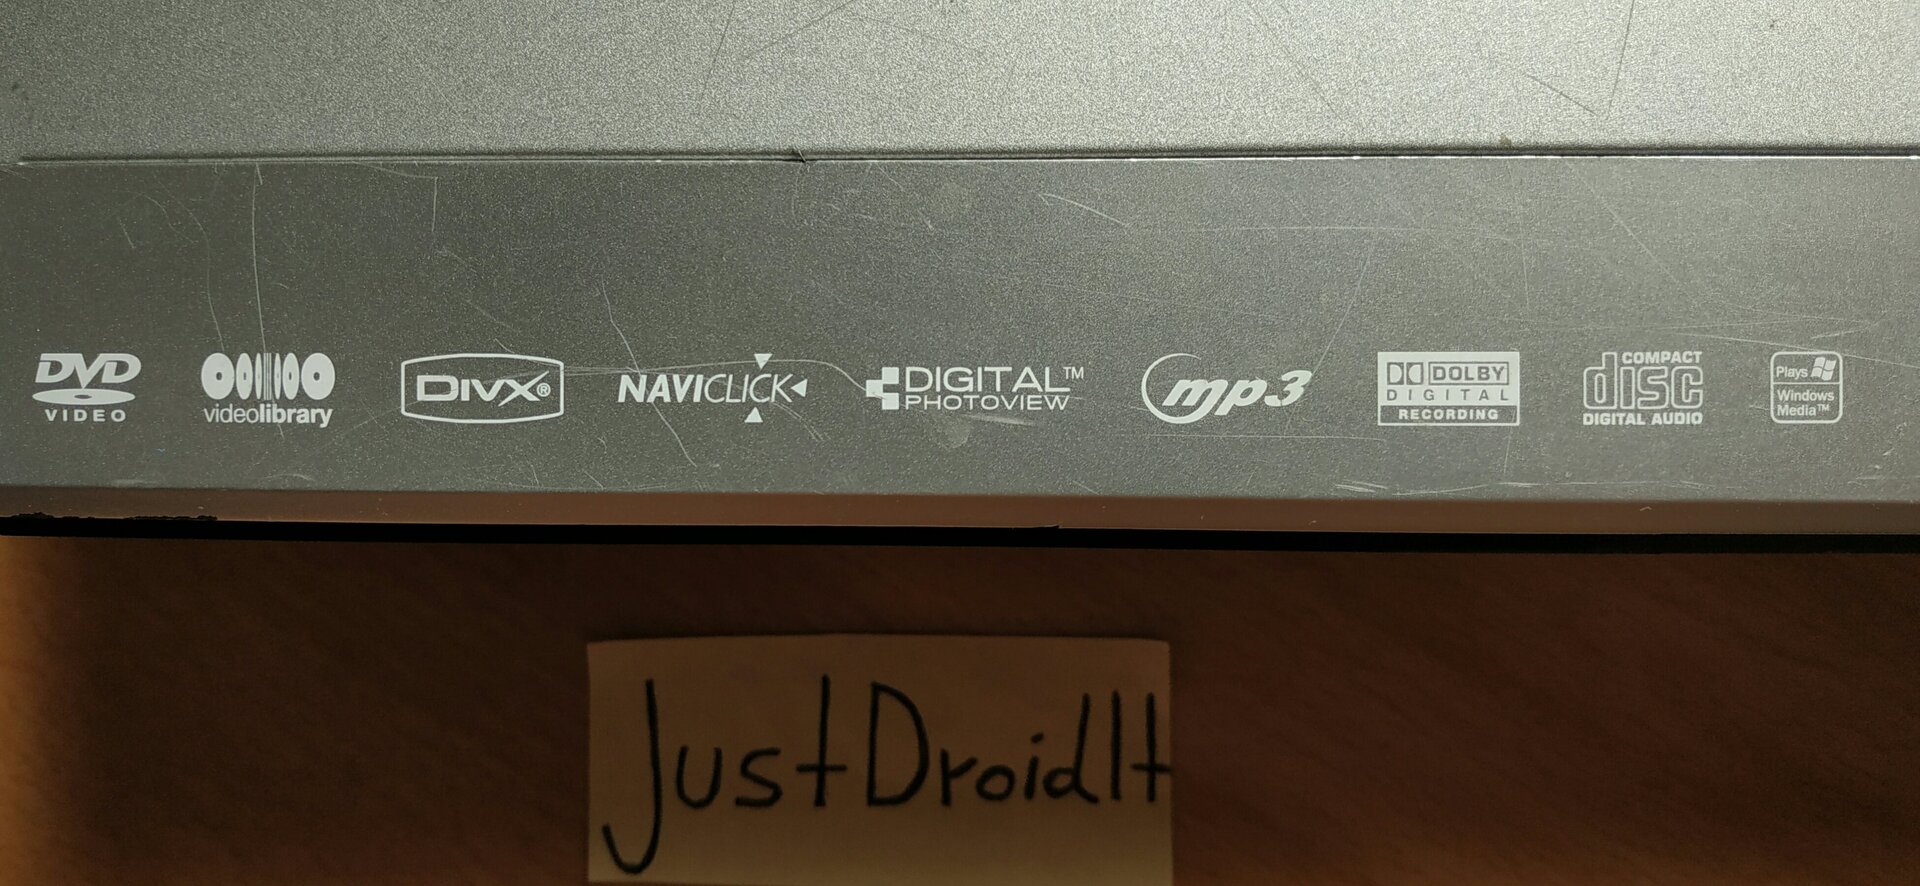 DVD
VIDEO
videolibrary
DIVX®
NAVICLICK
DIGITAL™
PHOTOVIEW
mp3
DOLBY
DIGITAL
RECORDING
COMPACT
disc
DIGITAL AUDIO
Plays
Windows
Media™
JustDroidIt